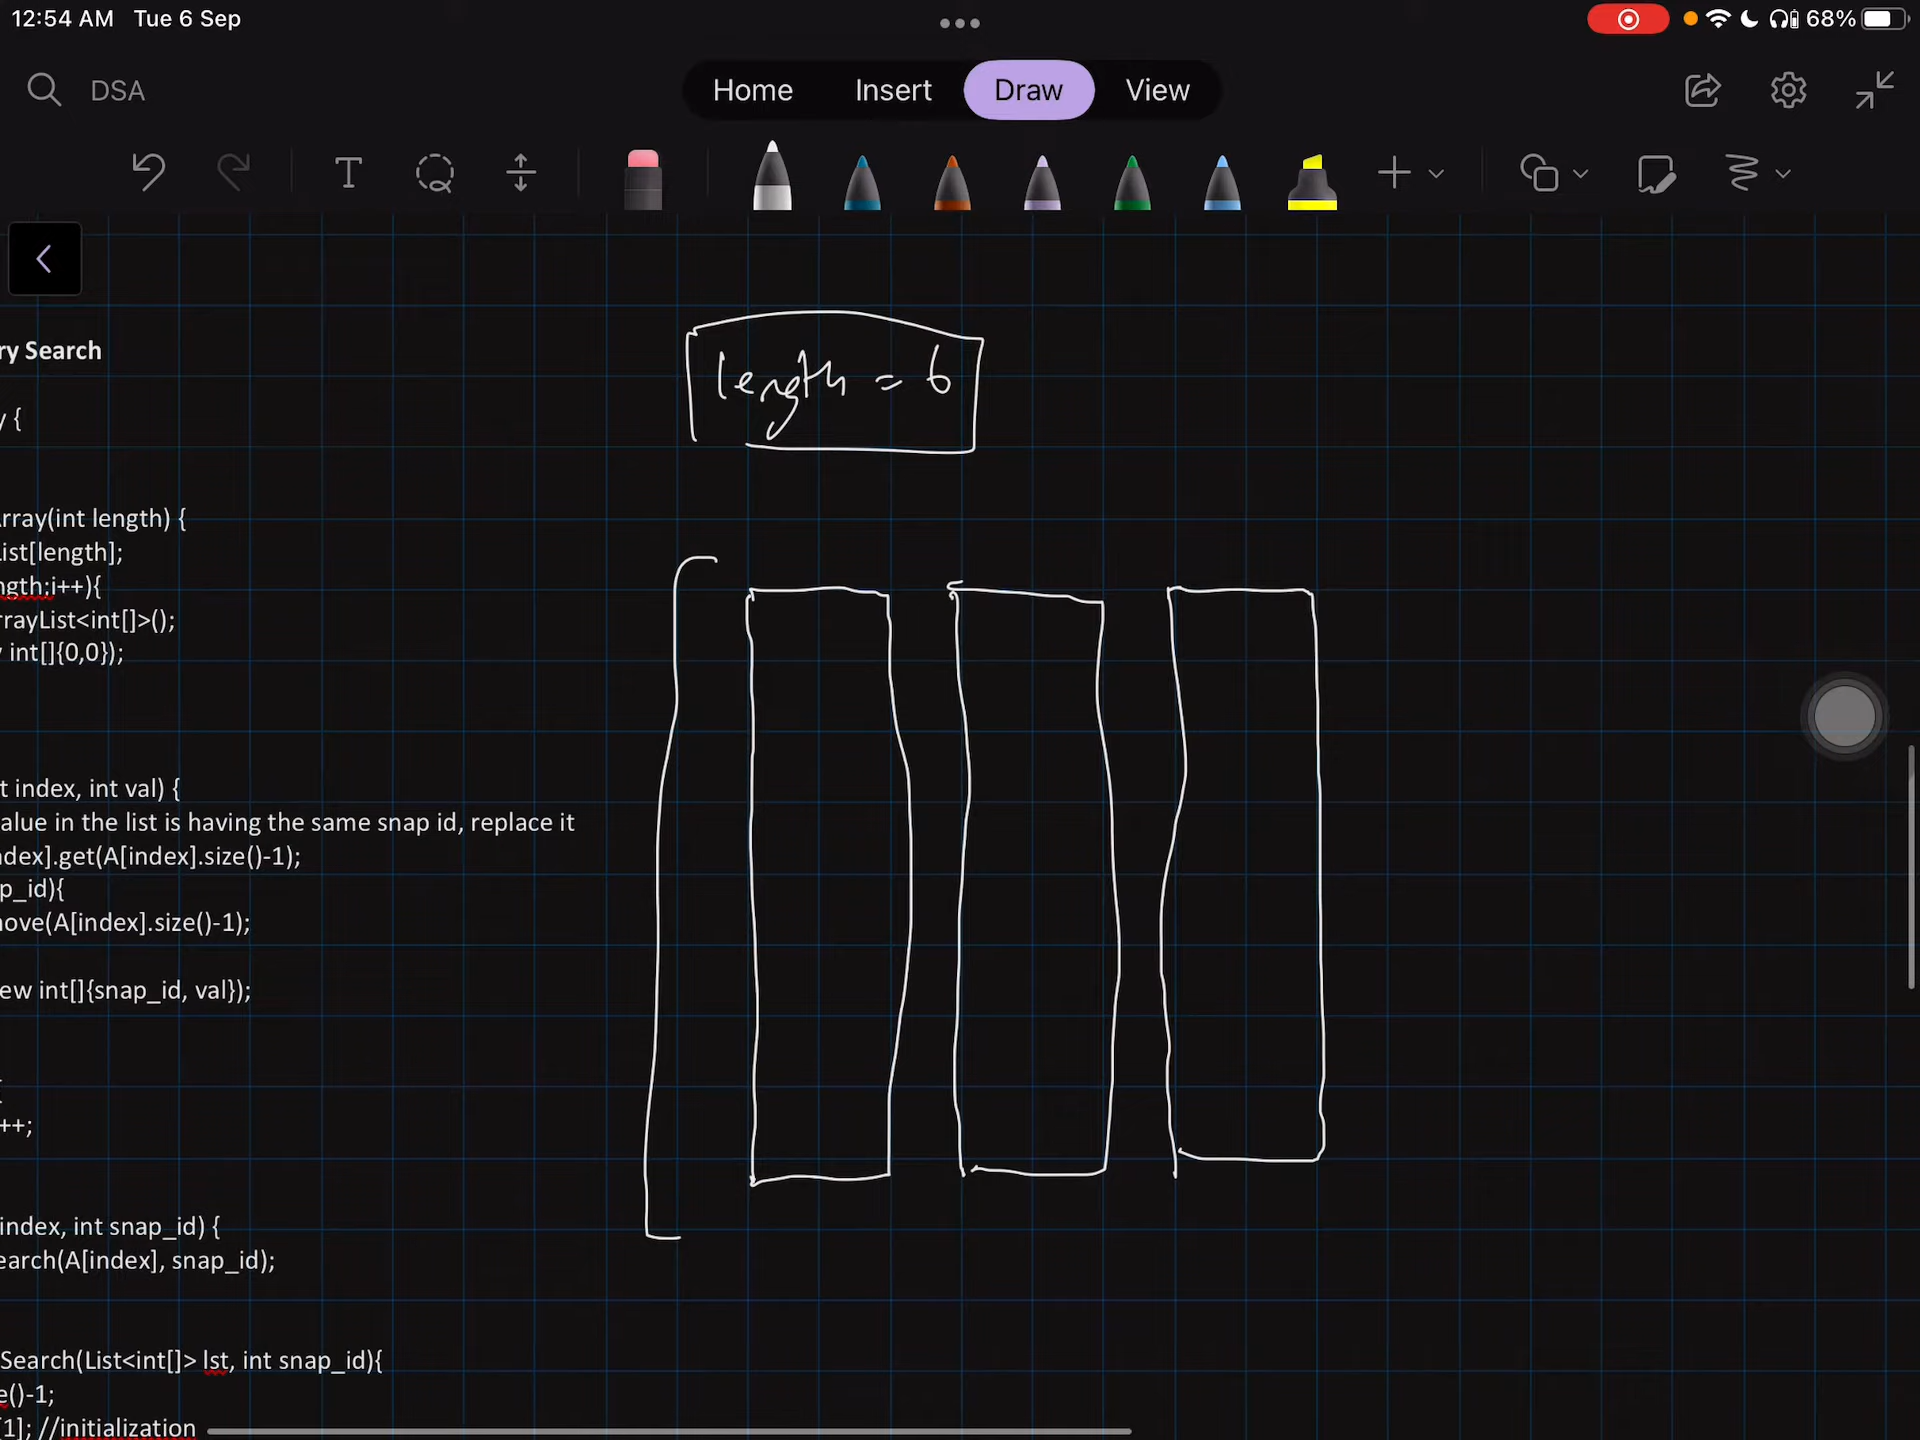 12:54 AM Tue 6 Sep
68%
DSA
Home Insert Draw View
T
length = 6
ry Search
y {
rray(int length) {
ist[length];
ngth;i++){
rrayList<int[]>();
int[]{0,0});
t index, int val) {
alue in the list is having the same snap id, replace it
dex].get(A[index].size()-1);
p_id){
ove(A[index].size()-1);
ew int[]{snap_id, val});
{
++;
index, int snap_id) {
earch(A[index], snap_id);
Search(List<int[]> lst, int snap_id){
e()-1;
[1]; //initialization